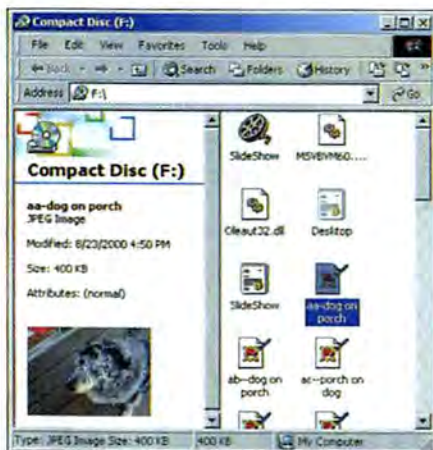 Compact Disc (F:)
File Edit View Favorites Tools Help
Back Search Folders History
Address F:\ Go
Compact Disc (F:)
aa-dog on porch
JPEG Image
Modified: 8/23/2000 4:50 PM
Size: 400 KB
Attributes: (normal)
SlideShow MSVBVM60....
Oleaut32.dll Desktop
SlideShow aa-dog on
porch
ab--dog on ac--porch on
porch dog
Type: JPEG Image Size: 400 KB 400 KB My Computer